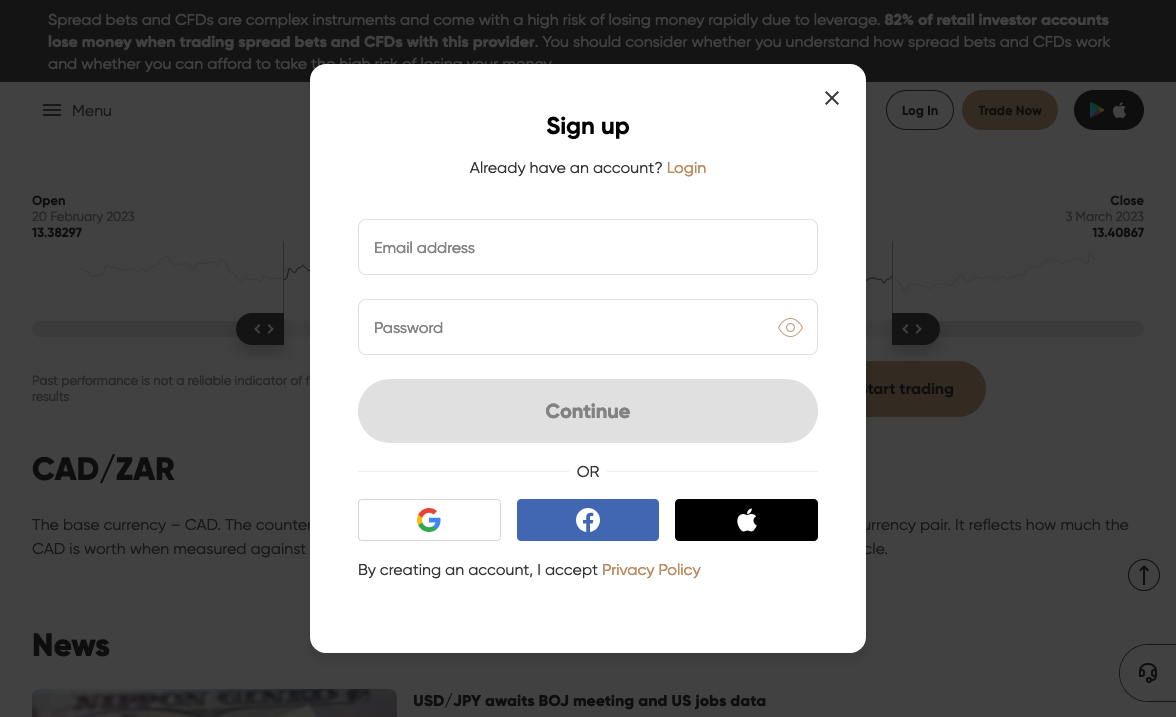 Spread bets and CFDs are complex instruments and come with a high risk of losing money rapidly due to leverage. 82% of retail investor accounts
lose money when trading spread bets and CFDs with this provider. You should consider whether you understand how spread bets and CFDs work
and whether you can afford to take the high risk of losing your money.
Menu
Log In
Trade Now
Sign up
Already have an account? Login
Open
20 February 2023
13.38297
Close
3 March 2023
13.40867
Email address
Password
Past performance is not a reliable indicator of
results
Start trading
Continue
OR
CAD/ZAR
The base currency – CAD. The counter currency pair. It reflects how much the
CAD is worth when measured against
By creating an account, I accept Privacy Policy
News
NIPPON GINKO
USD/JPY awaits BOJ meeting and US jobs data